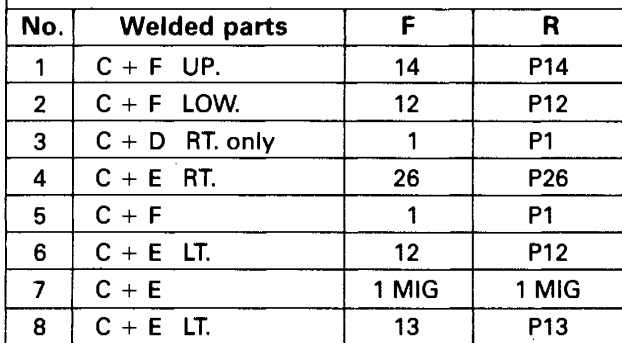 No. Welded parts F R
1 C + F UP. 14 P14
2 C + F LOW. 12 P12
3 C + D RT. only 1 P1
4 C + E RT. 26 P26
5 C + F 1 P1
6 C + E LT. 12 P12
7 C + E 1 MIG 1 MIG
8 C + E LT. 13 P13